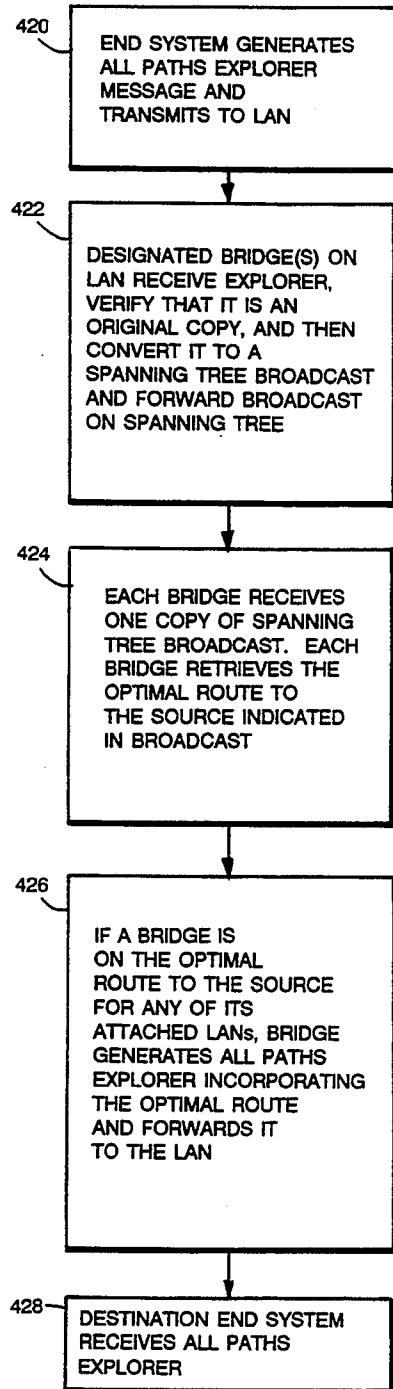 420
END SYSTEM GENERATES
ALL PATHS EXPLORER
MESSAGE AND
TRANSMITS TO LAN
422
DESIGNATED BRIDGE(S) ON
LAN RECEIVE EXPLORER,
VERIFY THAT IT IS AN
ORIGINAL COPY, AND THEN
CONVERT IT TO A
SPANNING TREE BROADCAST
AND FORWARD BROADCAST
ON SPANNING TREE
424
EACH BRIDGE RECEIVES
ONE COPY OF SPANNING
TREE BROADCAST. EACH
BRIDGE RETRIEVES THE
OPTIMAL ROUTE TO
THE SOURCE INDICATED
IN BROADCAST
426
IF A BRIDGE IS
ON THE OPTIMAL
ROUTE TO THE SOURCE
FOR ANY OF ITS
ATTACHED LANs, BRIDGE
GENERATES ALL PATHS
EXPLORER INCORPORATING
THE OPTIMAL ROUTE
AND FORWARDS IT
TO THE LAN
428
DESTINATION END SYSTEM
RECEIVES ALL PATHS
EXPLORER